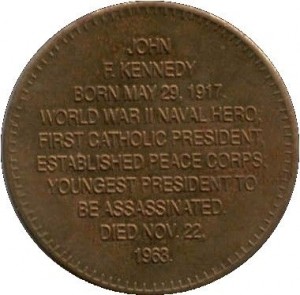 JOHN
F. KENNEDY
BORN MAY 29, 1917.
WORLD WAR II NAVAL HERO,
FIRST CATHOLIC PRESIDENT,
ESTABLISHED PEACE CORPS,
YOUNGEST PRESIDENT TO
BE ASSASSINATED.
DIED NOV. 22,
1963.